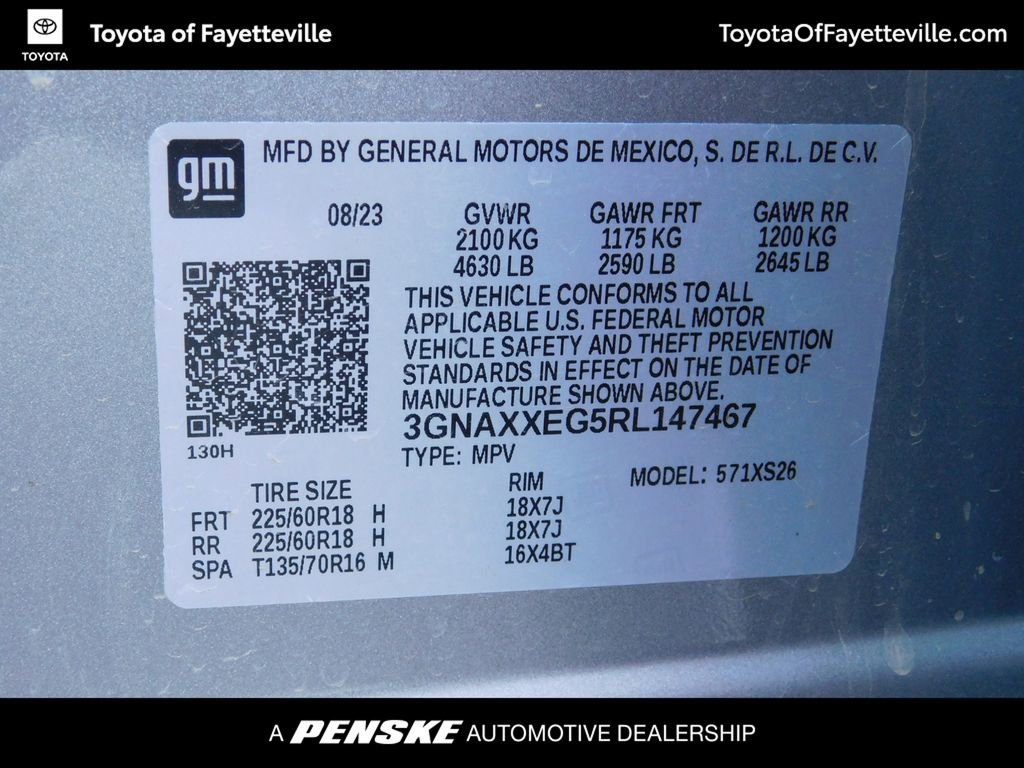 TOYOTA
Toyota of Fayetteville
ToyotaOfFayetteville.com
gm
MFD BY GENERAL MOTORS DE MEXICO, S. DE R.L. DE C.V.
08/23 GVWR GAWR FRT GAWR RR
2100 KG 1175 KG 1200 KG
4630 LB 2590 LB 2645 LB
THIS VEHICLE CONFORMS TO ALL
APPLICABLE U.S. FEDERAL MOTOR
VEHICLE SAFETY AND THEFT PREVENTION
STANDARDS IN EFFECT ON THE DATE OF
MANUFACTURE SHOWN ABOVE.
3GNAXXEG5RL147467
130H
TYPE: MPV
MODEL: 571XS26
TIRE SIZE RIM
FRT 225/60R18 H 18X7J
RR 225/60R18 H 18X7J
SPA T135/70R16 M 16X4BT
A PENSKE AUTOMOTIVE DEALERSHIP